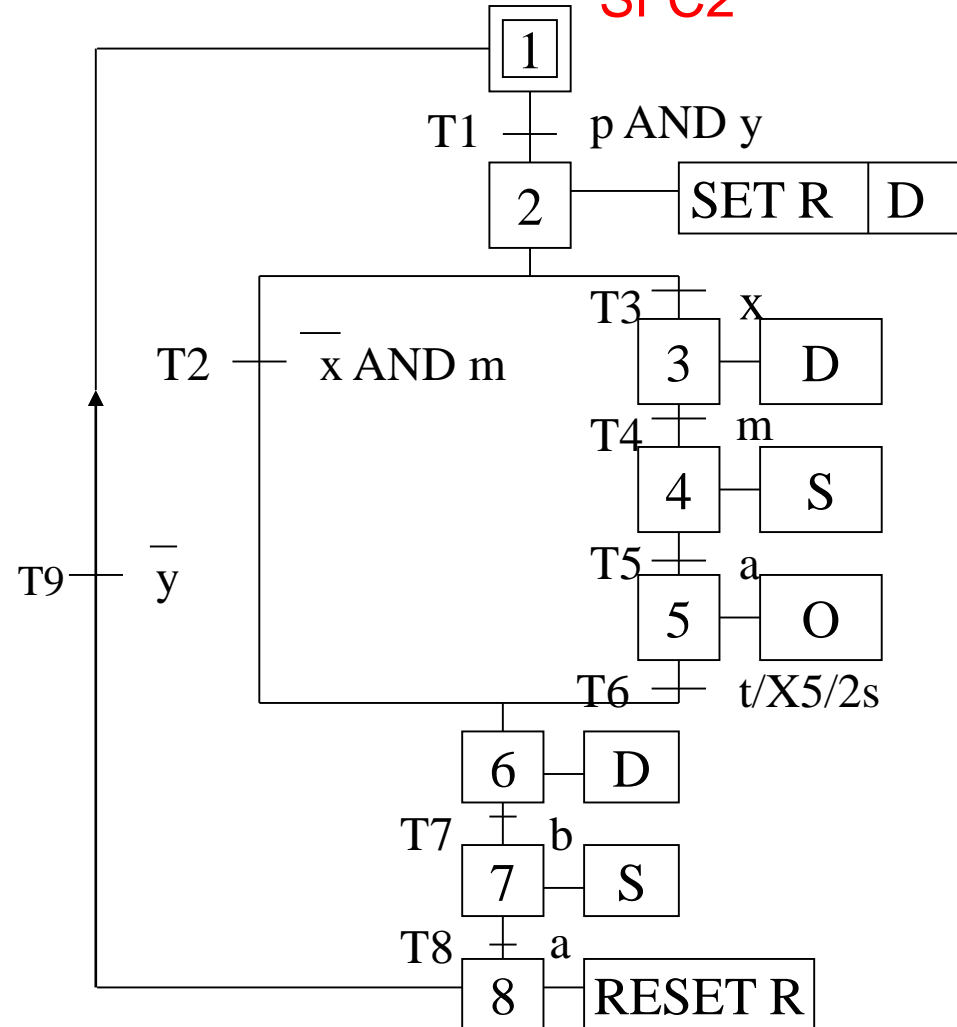 SFC2
1
T1 p AND y
2 SET R D
T3 x
T2 x̅ AND m
3 D
T4 m
4 S
T5 a
5 O
T9 y̅
T6 t/X5/2s
6 D
T7 b
7 S
T8 a
8 RESET R